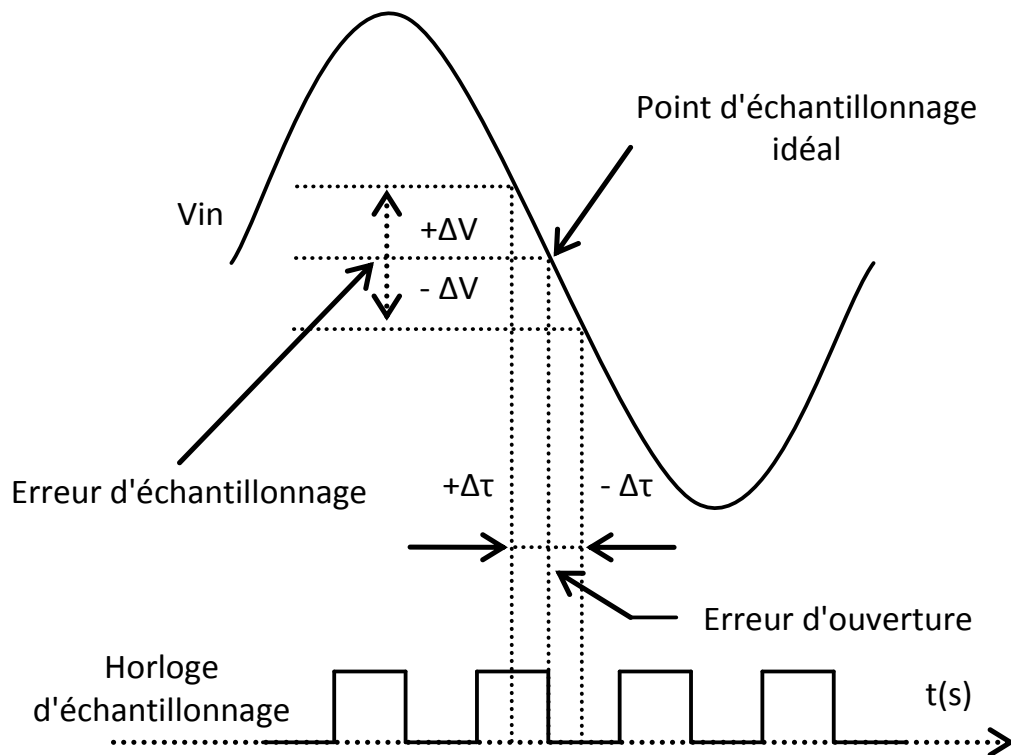 Point d'échantillonnage
idéal
Vin
+ΔV
- ΔV
Erreur d'échantillonnage
+Δτ
- Δτ
Erreur d'ouverture
Horloge
d'échantillonnage
t(s)